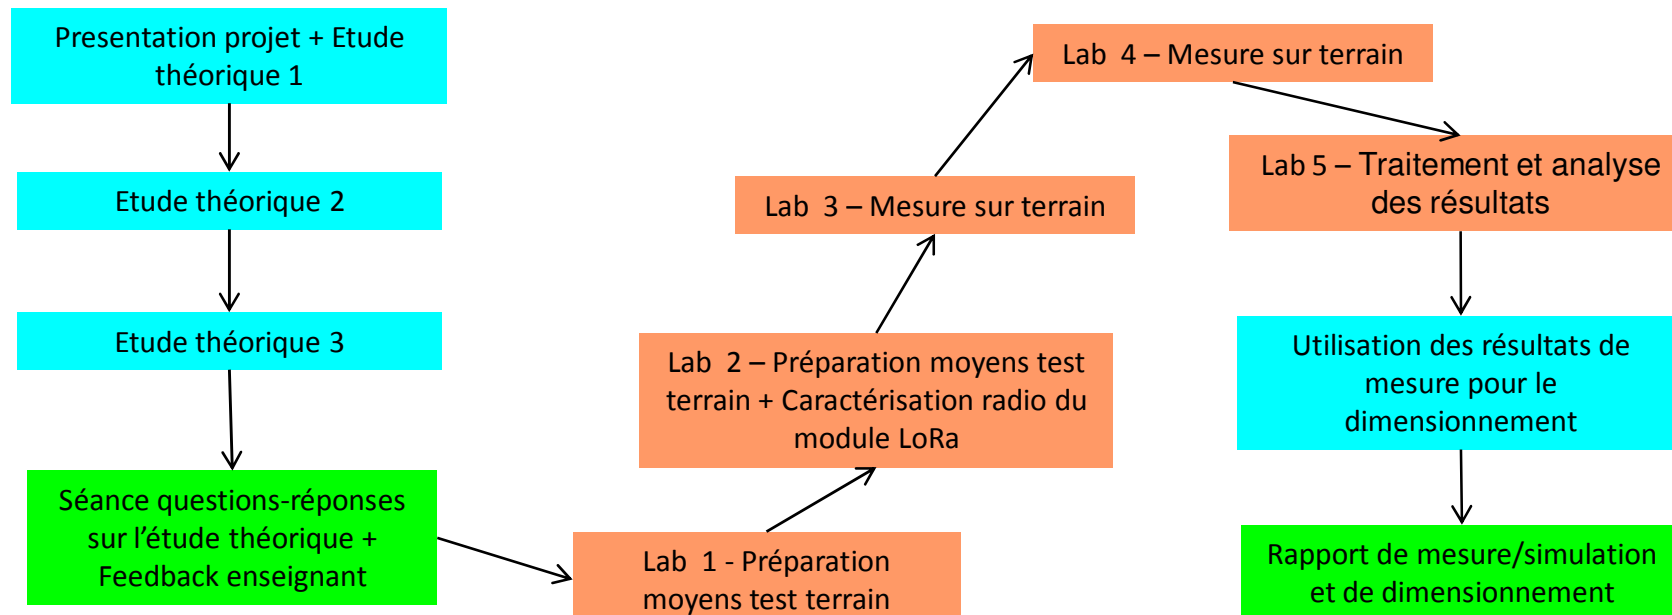 Presentation projet + Etude
théorique 1
Etude théorique 2
Etude théorique 3
Séance questions-réponses
sur l’étude théorique +
Feedback enseignant
Lab 1 - Préparation
moyens test terrain
Lab 2 – Préparation moyens test
terrain + Caractérisation radio du
module LoRa
Lab 3 – Mesure sur terrain
Lab 4 – Mesure sur terrain
Lab 5 – Traitement et analyse
des résultats
Utilisation des résultats de
mesure pour le
dimensionnement
Rapport de mesure/simulation
et de dimensionnement